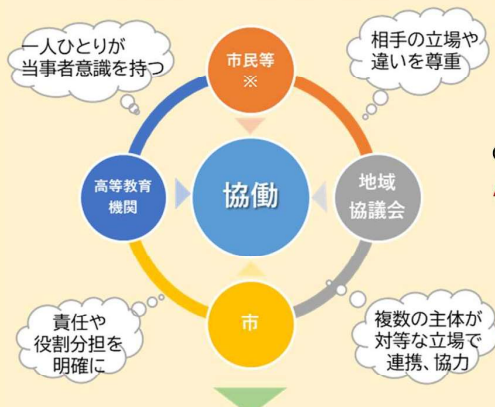 一人ひとりが
当事者意識を持つ
市民等
※
相手の立場や
違いを尊重
高等教育
機関
協働
地域
協議会
責任や
役割分担を
明確に
市
複数の主体が
対等な立場で
連携、協力